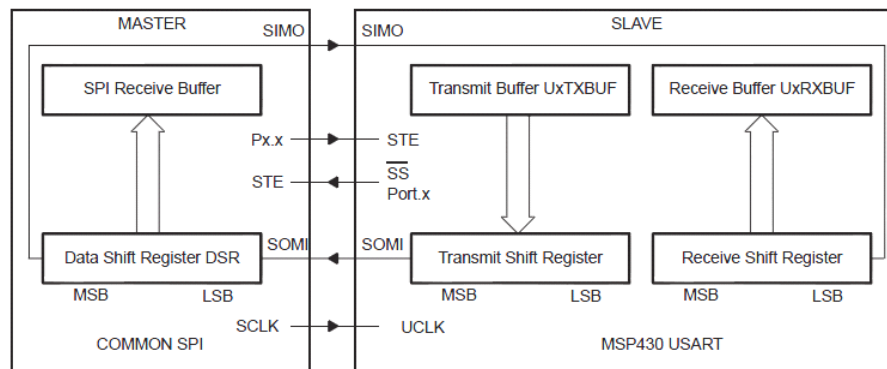 MASTER
SLAVE
SIMO
SIMO
SPI Receive Buffer
Transmit Buffer UxTXBUF
Receive Buffer UxRXBUF
Px.x
STE
STE
SS
Port.x
SOMI
SOMI
Data Shift Register DSR
Transmit Shift Register
Receive Shift Register
MSB
LSB
MSB
LSB
MSB
LSB
SCLK
UCLK
COMMON SPI
MSP430 USART